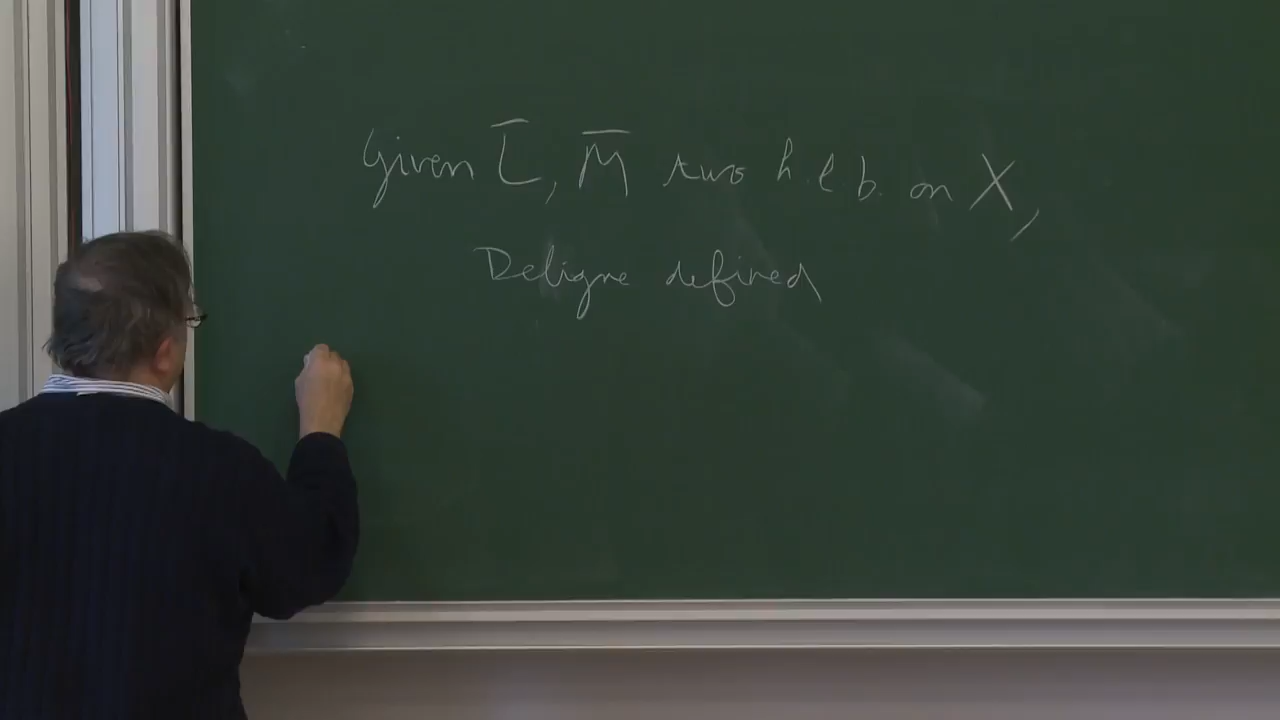 Given L̅, M̅ two h.l.b. on X,
Deligne defined